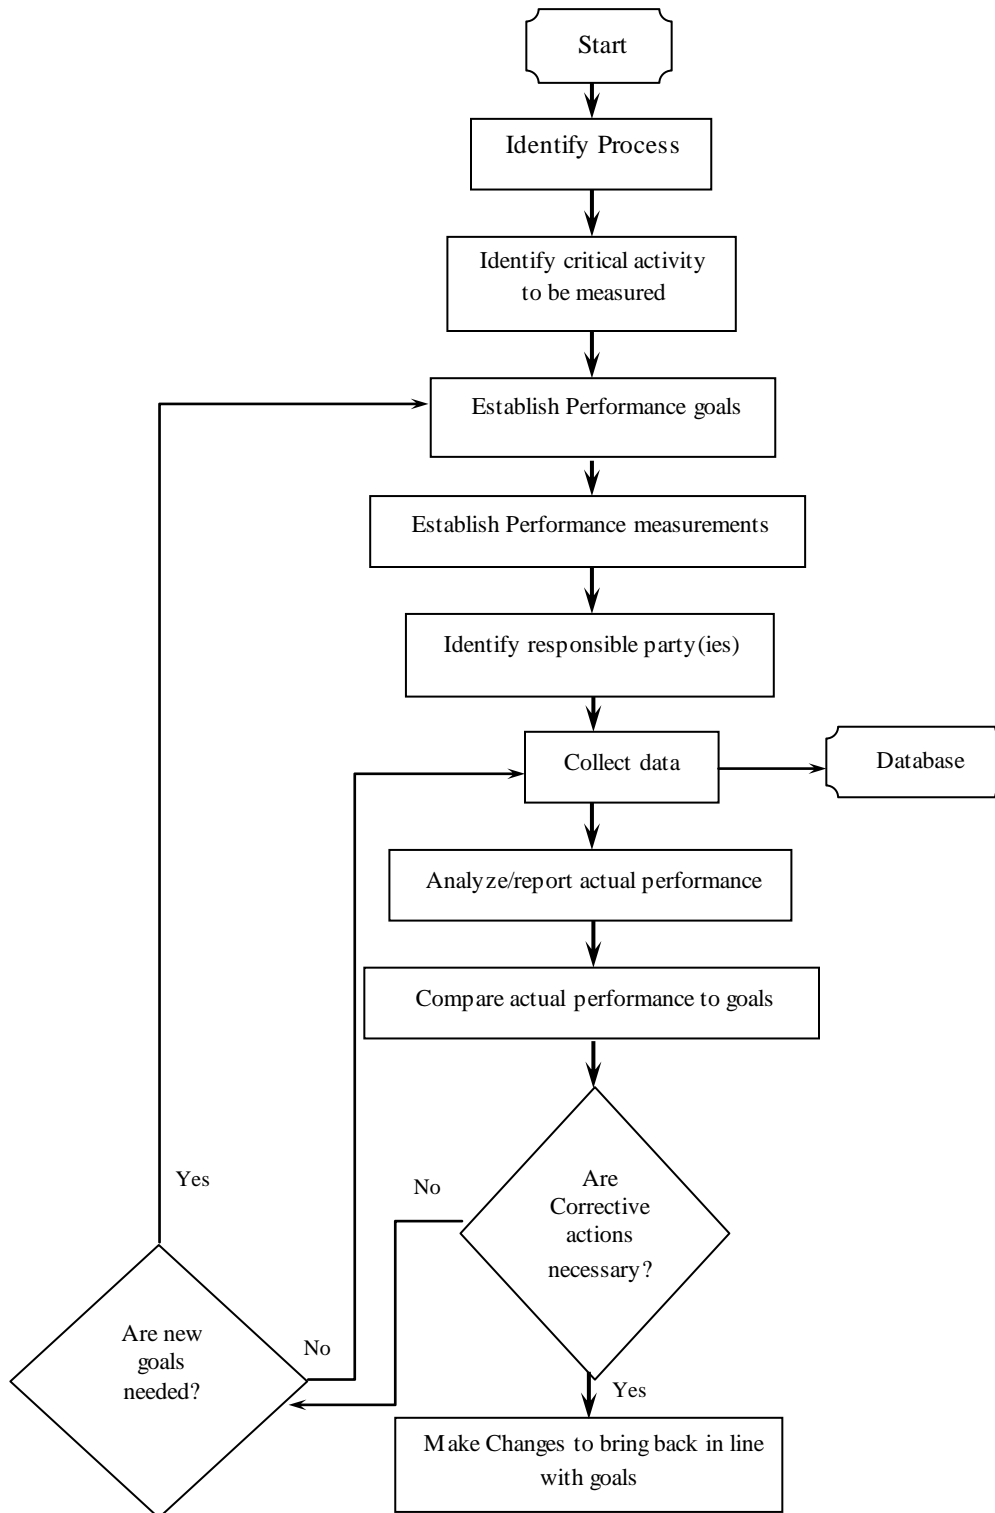 Start
Identify Process
Identify critical activity
to be measured
Establish Performance goals
Establish Performance measurements
Identify responsible party(ies)
Collect data
Database
Analyze/report actual performance
Compare actual performance to goals
Yes
No
Are
Corrective
actions
necessary?
Are new
goals
needed?
No
Yes
Make Changes to bring back in line
with goals